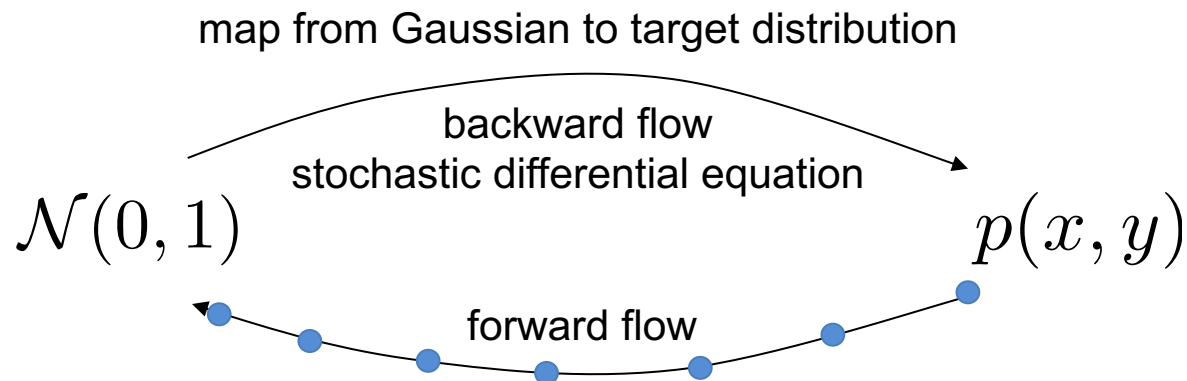 map from Gaussian to target distribution
backward flow
stochastic differential equation
𝒩(0, 1)
p(x, y)
forward flow